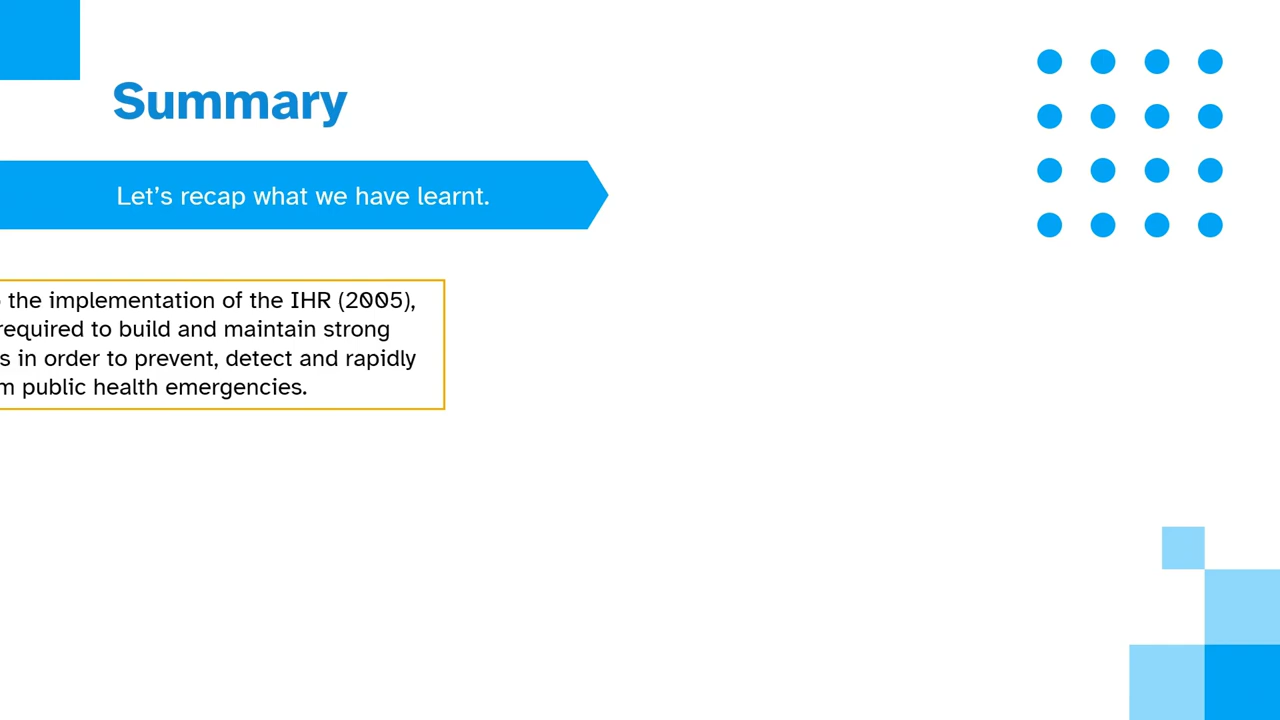 Summary
Let’s recap what we have learnt.
the implementation of the IHR (2005),
required to build and maintain strong
in order to prevent, detect and rapidly
public health emergencies.